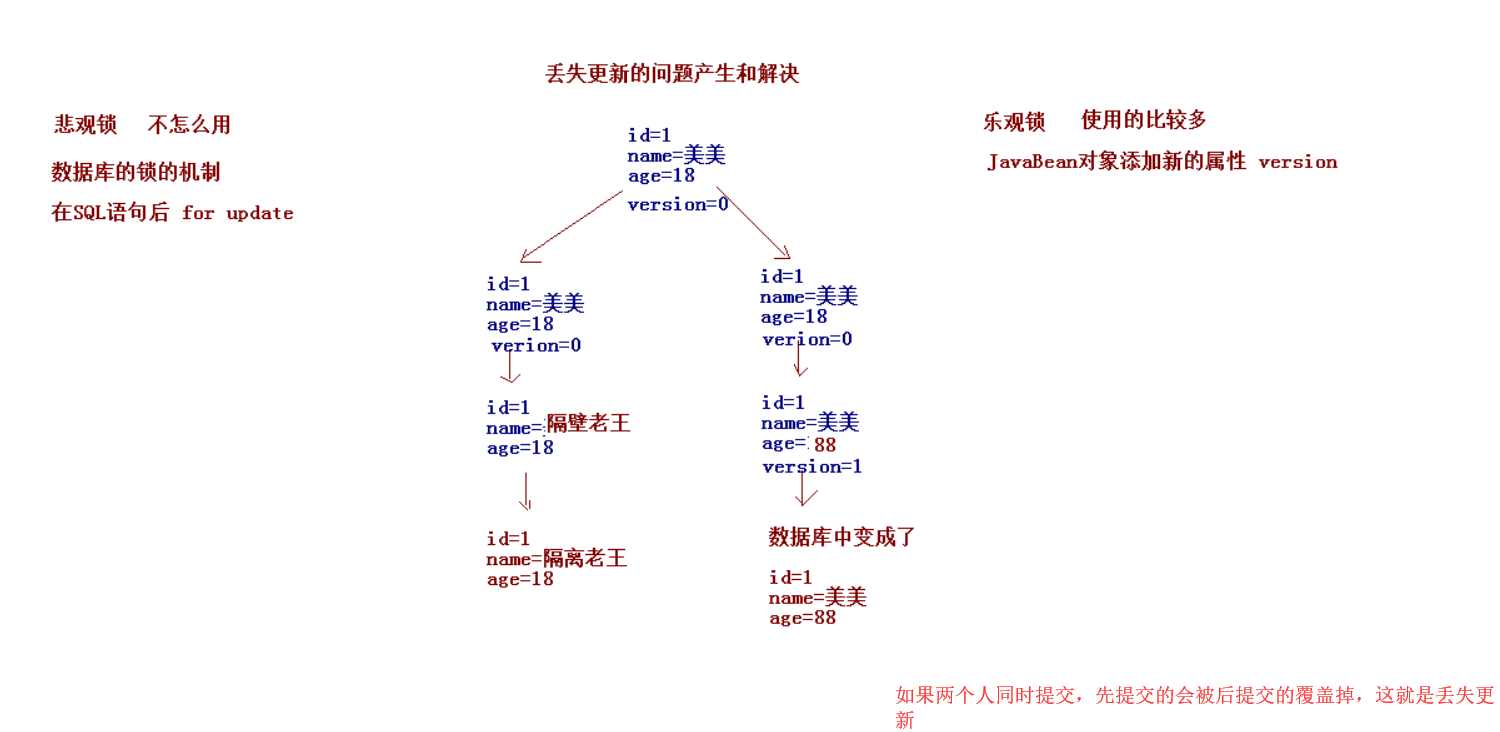 丢失更新的问题产生和解决
悲观锁 不怎么用
数据库的锁的机制
在SQL语句后 for update
乐观锁 使用的比较多
JavaBean对象添加新的属性 version
id=1
name=美美
age=18
version=0
id=1
name=美美
age=18
verion=0
id=1
name=隔壁老王
age=18
id=1
name=隔离老王
age=18
id=1
name=美美
age=18
verion=0
id=1
name=美美
age=88
version=1
数据库中变成了
id=1
name=美美
age=88
如果两个人同时提交，先提交的会被后提交的覆盖掉，这就是丢失更
新